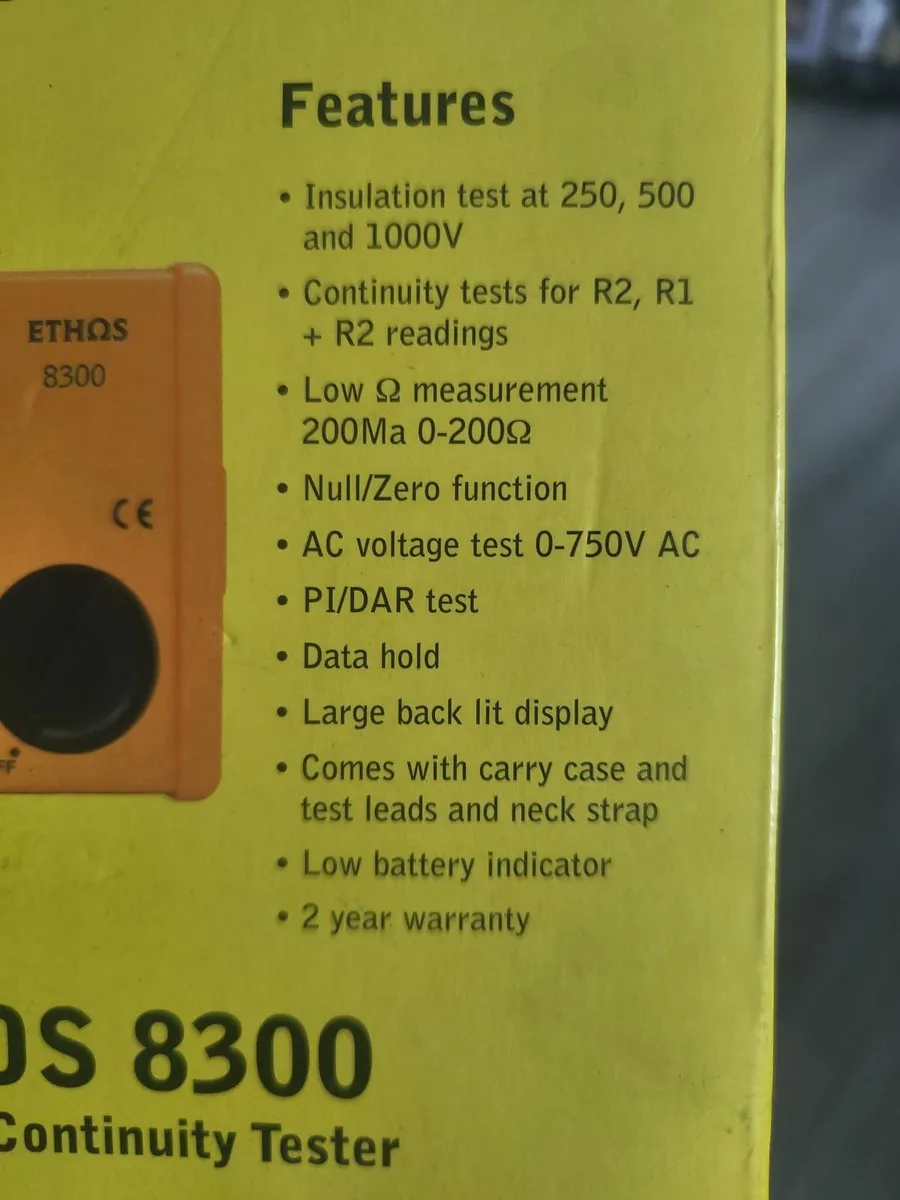 Features
• Insulation test at 250, 500
and 1000V
• Continuity tests for R2, R1
+ R2 readings
• Low Ω measurement
200Ma 0-200Ω
• Null/Zero function
• AC voltage test 0-750V AC
• PI/DAR test
• Data hold
• Large back lit display
• Comes with carry case and
test leads and neck strap
• Low battery indicator
• 2 year warranty
ETHΩS
8300
CE
FF
OS 8300
Continuity Tester